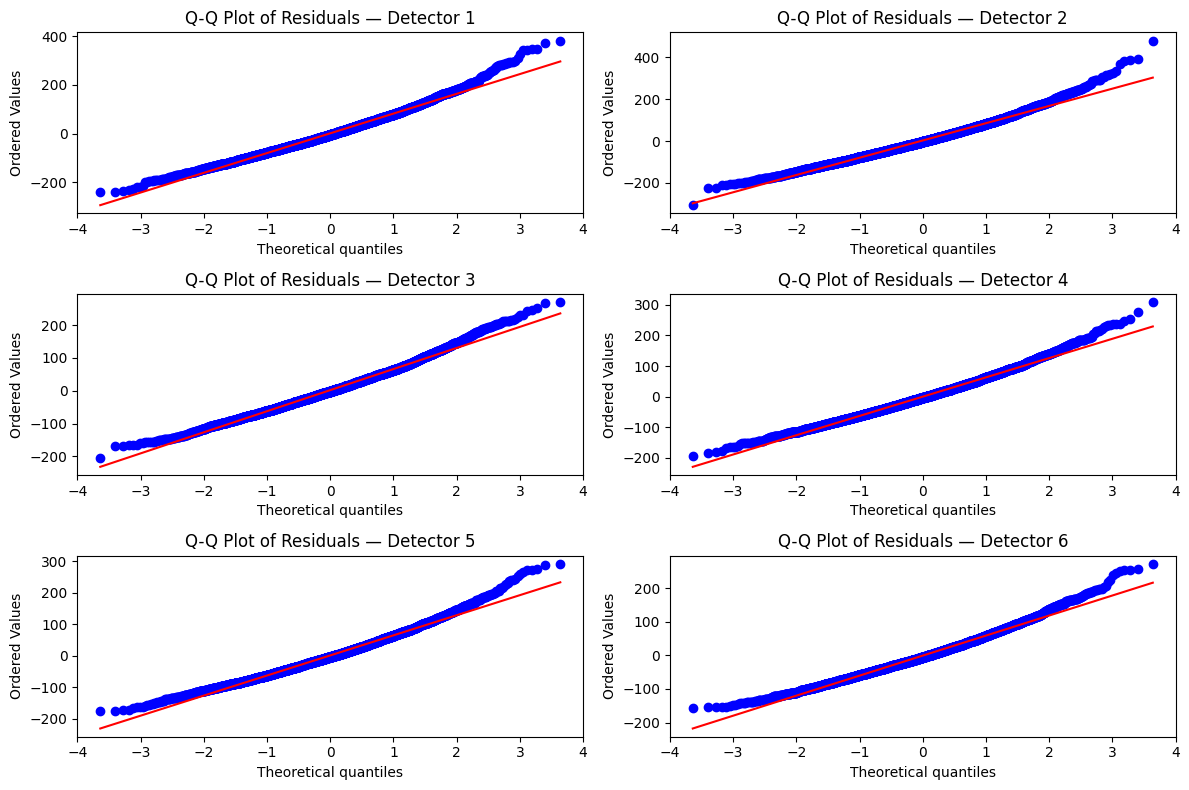 Q-Q Plot of Residuals — Detector 1
Ordered Values
400
200
0
−200
−4 −3 −2 −1 0 1 2 3 4
Theoretical quantiles
Q-Q Plot of Residuals — Detector 2
Ordered Values
400
200
0
−200
−4 −3 −2 −1 0 1 2 3 4
Theoretical quantiles
Q-Q Plot of Residuals — Detector 3
Ordered Values
200
100
0
−100
−200
−4 −3 −2 −1 0 1 2 3 4
Theoretical quantiles
Q-Q Plot of Residuals — Detector 4
Ordered Values
300
200
100
0
−100
−200
−4 −3 −2 −1 0 1 2 3 4
Theoretical quantiles
Q-Q Plot of Residuals — Detector 5
Ordered Values
300
200
100
0
−100
−200
−4 −3 −2 −1 0 1 2 3 4
Theoretical quantiles
Q-Q Plot of Residuals — Detector 6
Ordered Values
200
100
0
−100
−200
−4 −3 −2 −1 0 1 2 3 4
Theoretical quantiles